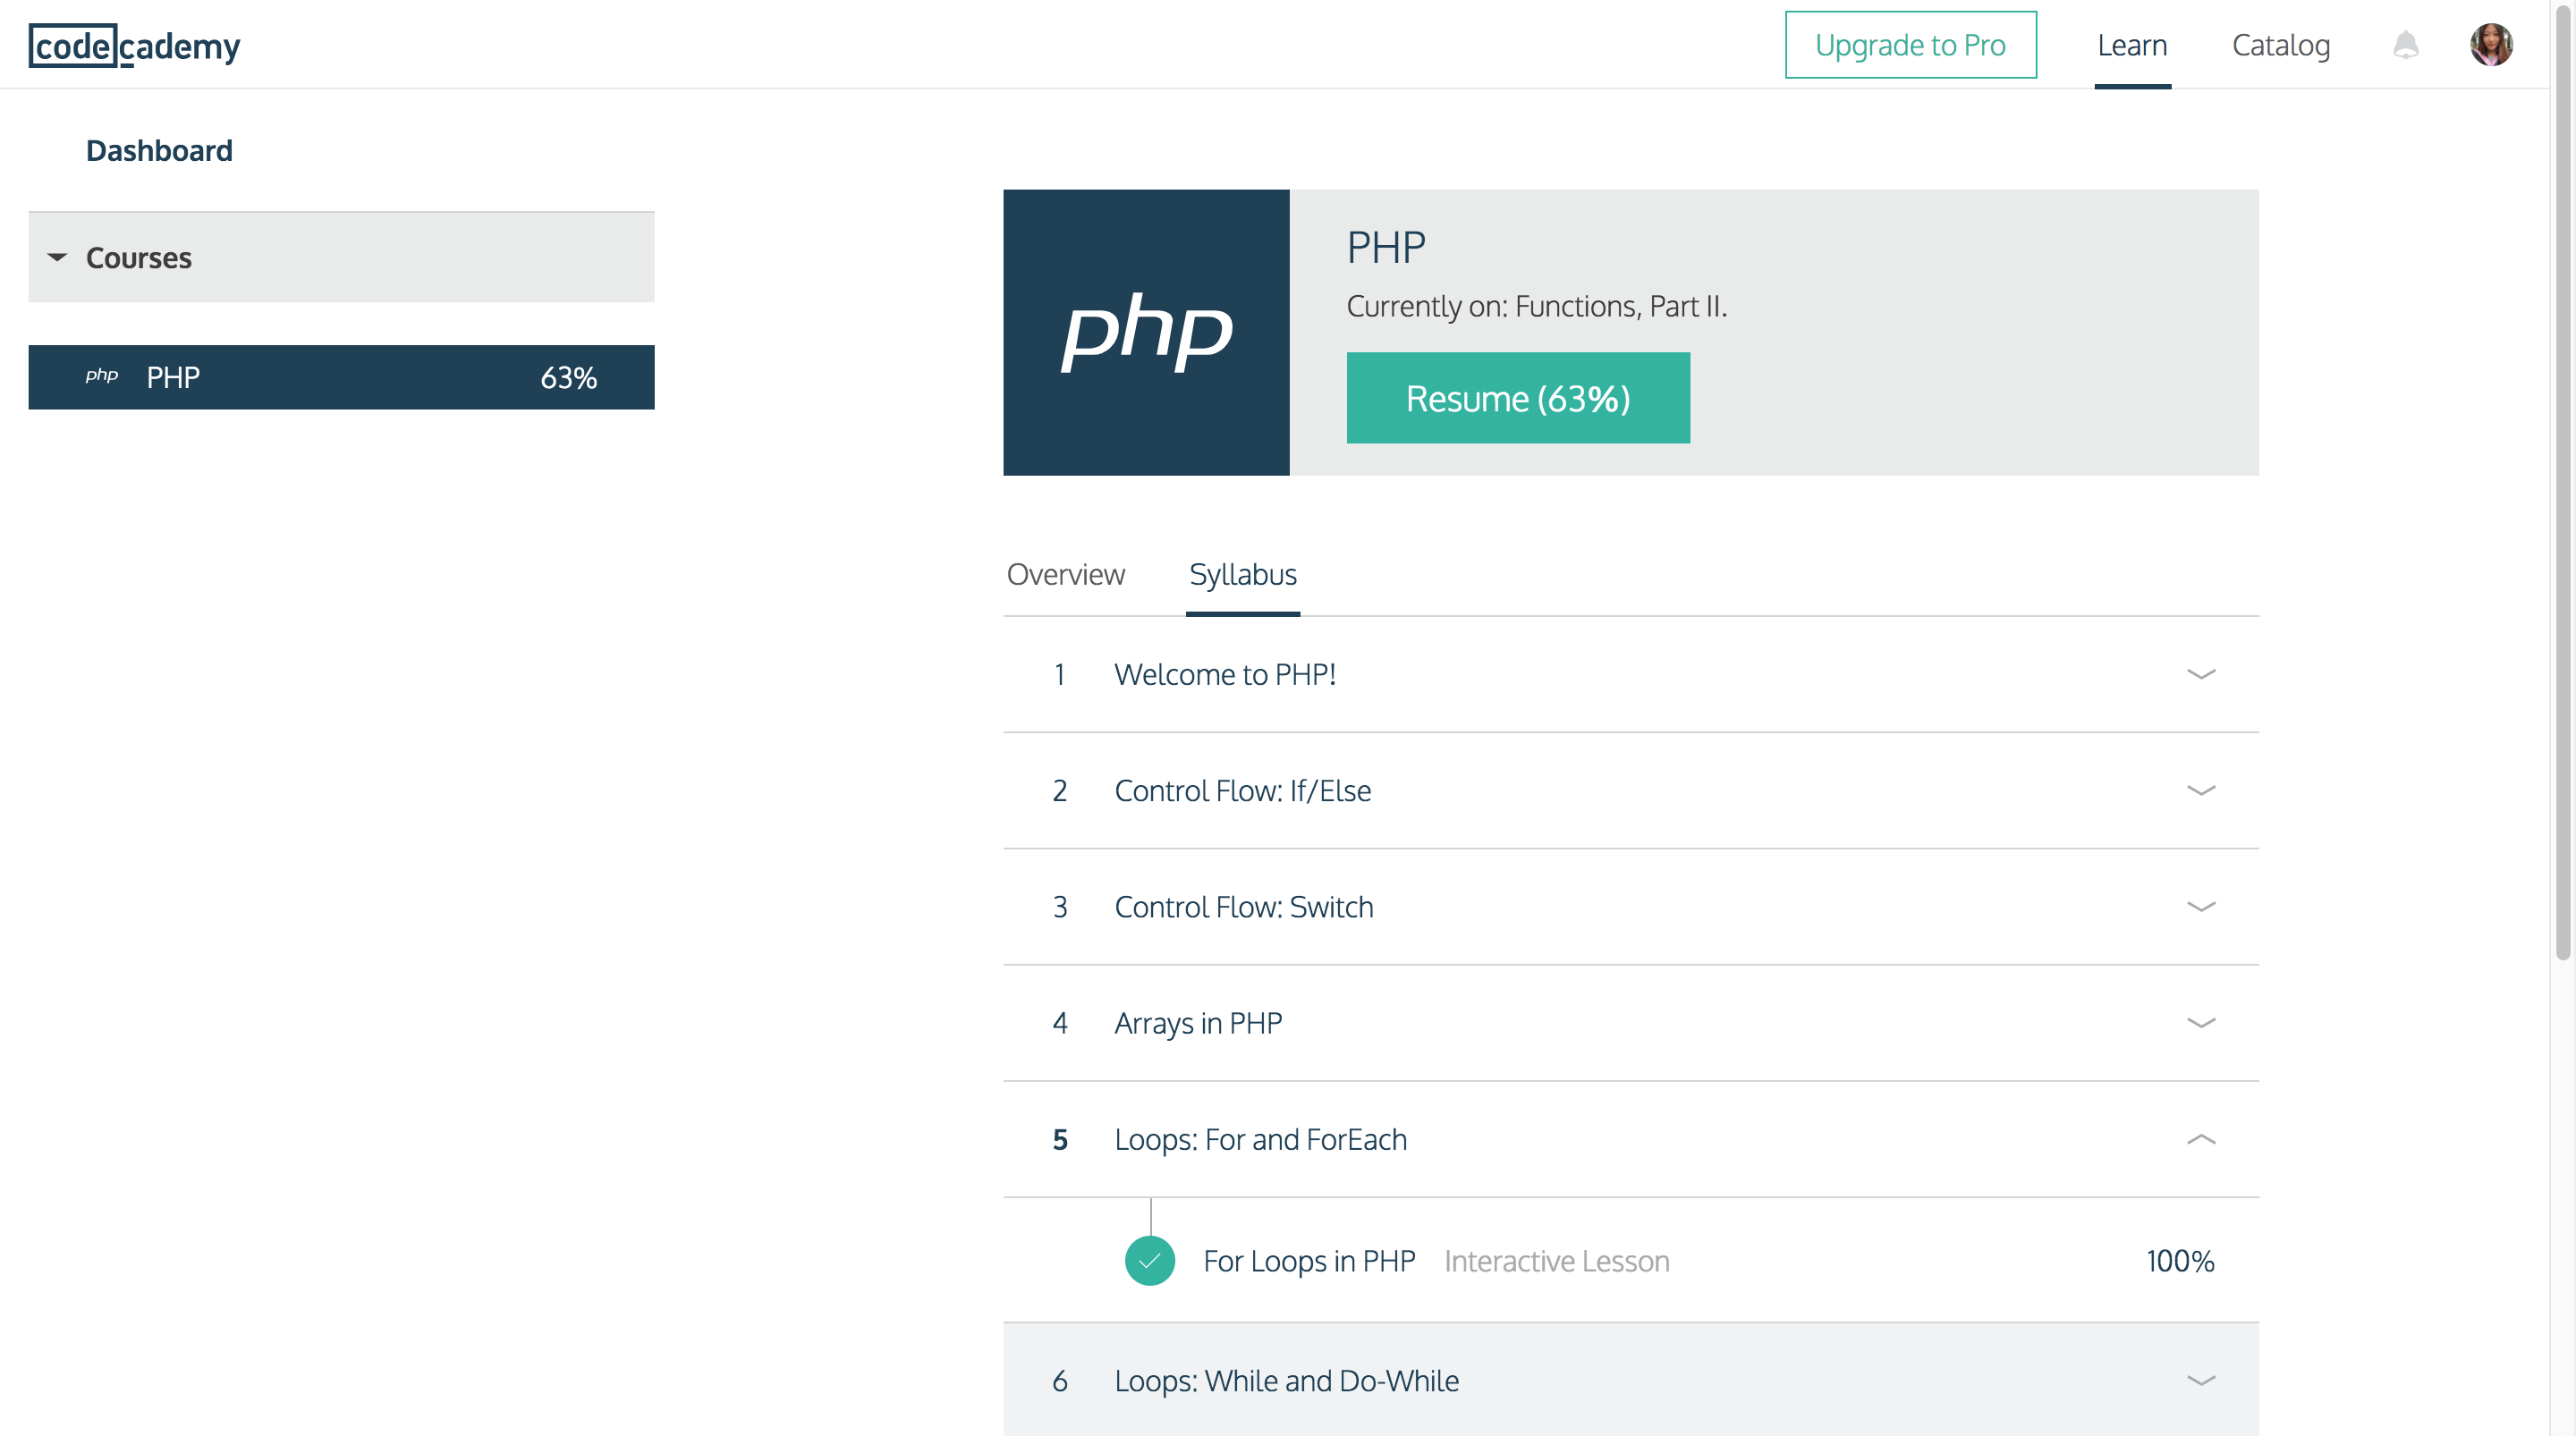 codecademy
Upgrade to Pro
Learn
Catalog
Dashboard
Courses
php PHP 63%
php
PHP
Currently on: Functions, Part II.
Resume (63%)
Overview
Syllabus
1 Welcome to PHP!
2 Control Flow: If/Else
3 Control Flow: Switch
4 Arrays in PHP
5 Loops: For and ForEach
For Loops in PHP Interactive Lesson 100%
6 Loops: While and Do-While